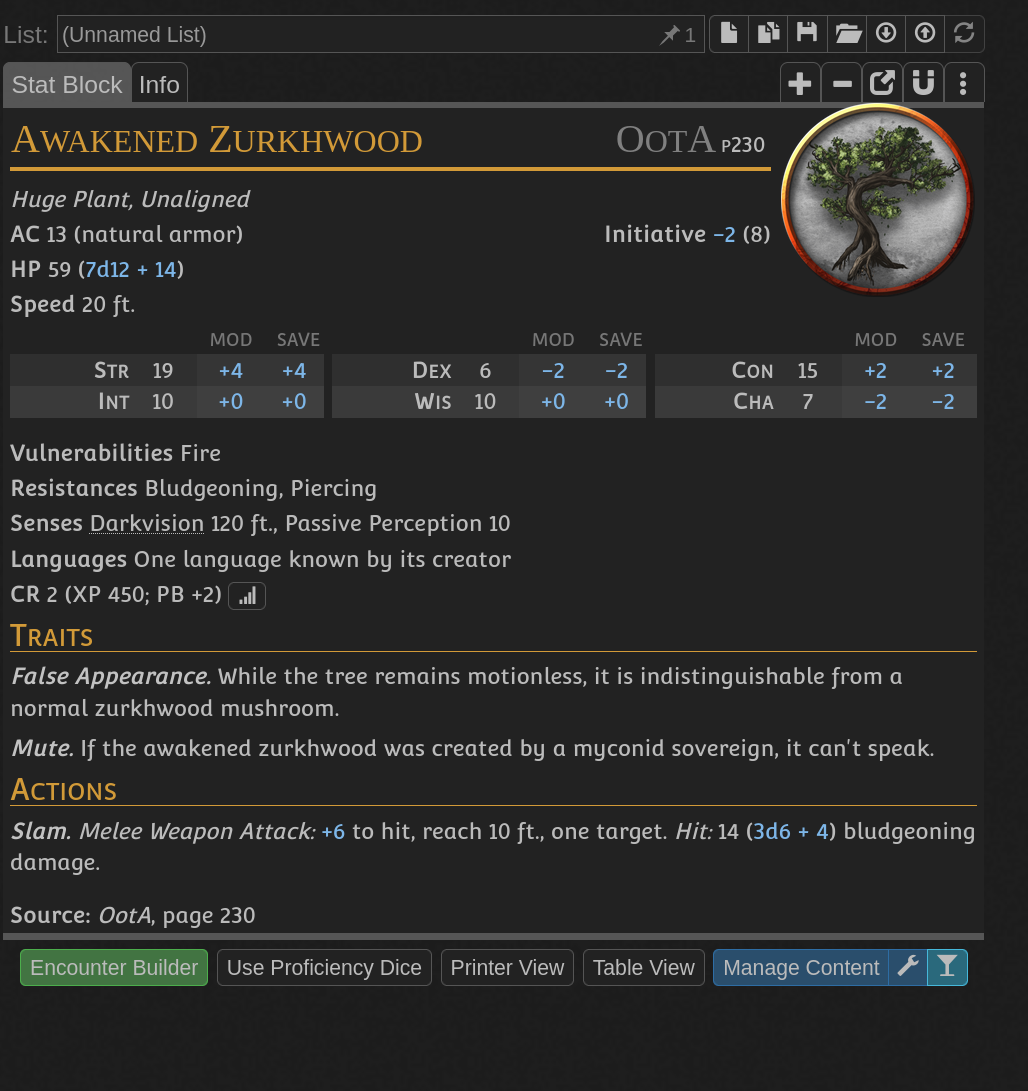 List: (Unnamed List) 1
Stat Block Info
Awakened Zurkhwood OotA p230
Huge Plant, Unaligned
AC 13 (natural armor) Initiative −2 (8)
HP 59 (7d12 + 14)
Speed 20 ft.
MOD SAVE MOD SAVE MOD SAVE
Str 19 +4 +4 Dex 6 −2 −2 Con 15 +2 +2
Int 10 +0 +0 Wis 10 +0 +0 Cha 7 −2 −2
Vulnerabilities Fire
Resistances Bludgeoning, Piercing
Senses Darkvision 120 ft., Passive Perception 10
Languages One language known by its creator
CR 2 (XP 450; PB +2)
Traits
False Appearance. While the tree remains motionless, it is indistinguishable from a
normal zurkhwood mushroom.
Mute. If the awakened zurkhwood was created by a myconid sovereign, it can't speak.
Actions
Slam. Melee Weapon Attack: +6 to hit, reach 10 ft., one target. Hit: 14 (3d6 + 4) bludgeoning
damage.
Source: OotA, page 230
Encounter Builder Use Proficiency Dice Printer View Table View Manage Content